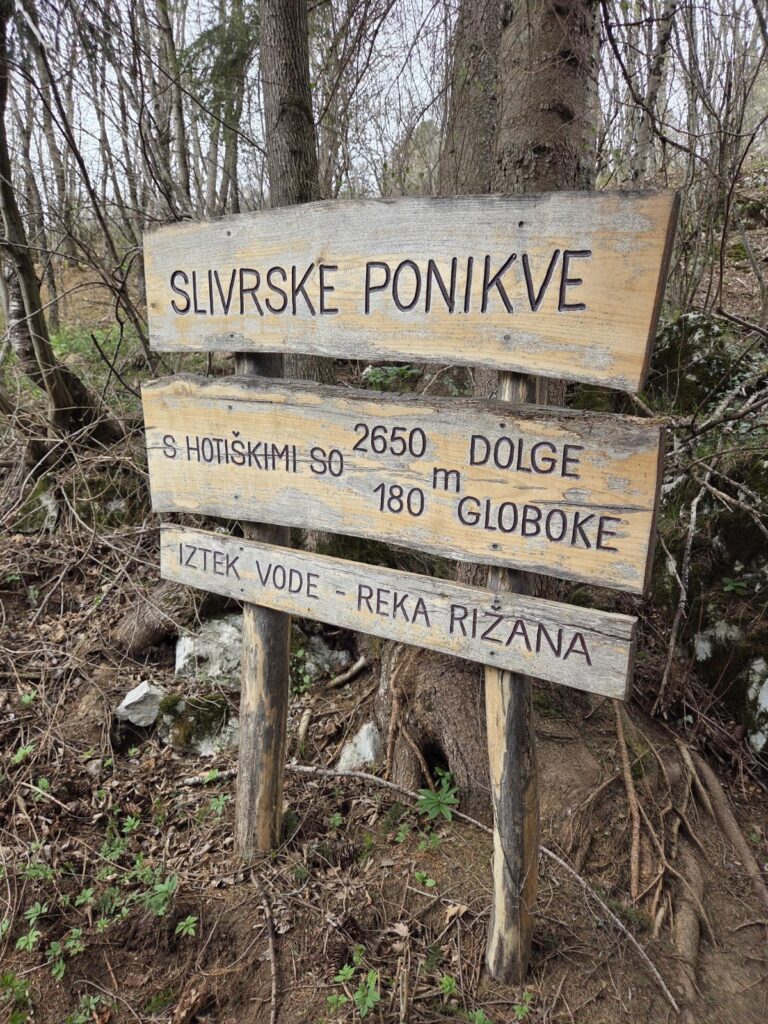 SLIVRSKE PONIKVE
S HOTIŠKIMI SO 2650 m DOLGE
180 GLOBOKE
IZTEK VODE - REKA RIŽANA